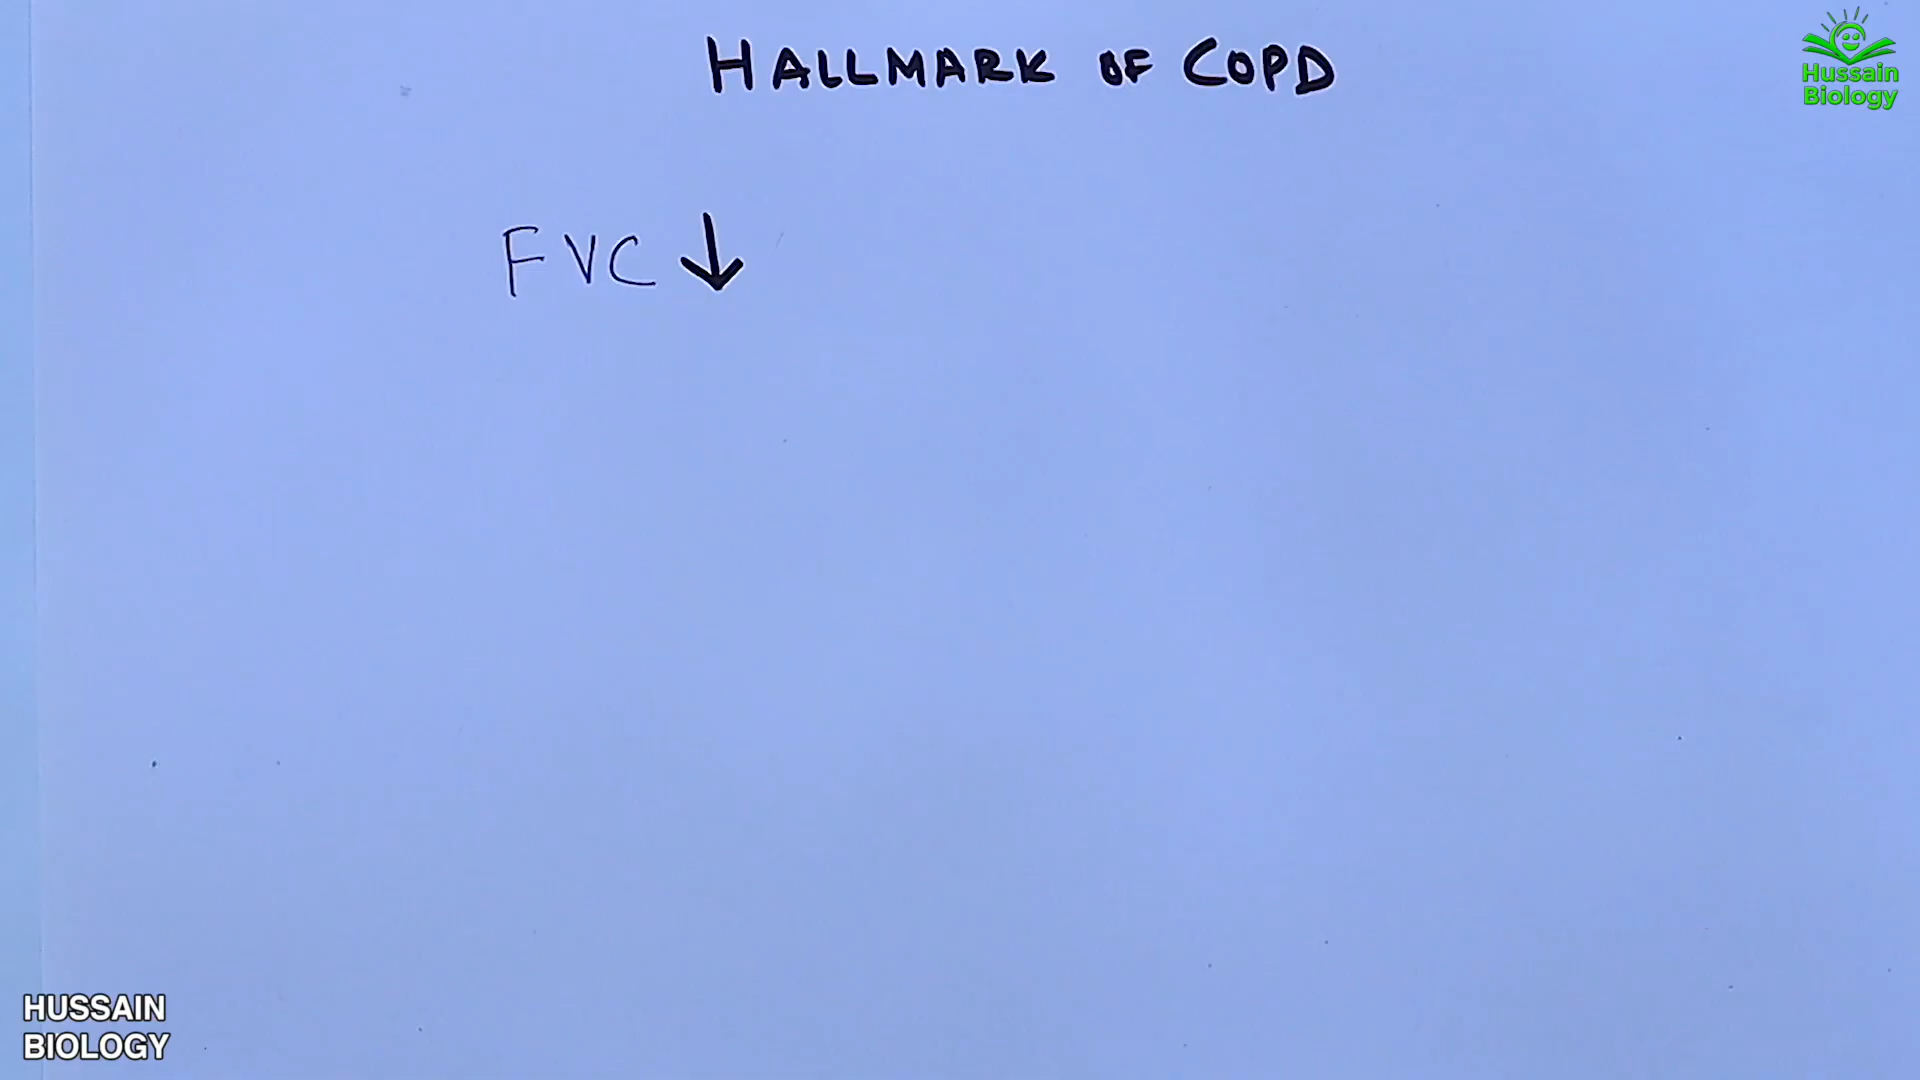 HALLMARK OF COPD
Hussain
Biology
FVC ↓
HUSSAIN
BIOLOGY